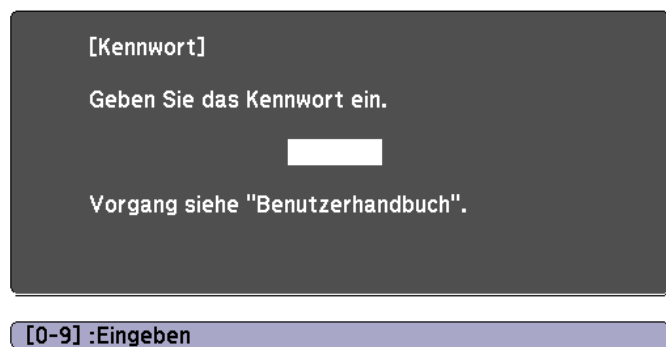 [Kennwort]
Geben Sie das Kennwort ein.
Vorgang siehe "Benutzerhandbuch".
[0-9] :Eingeben